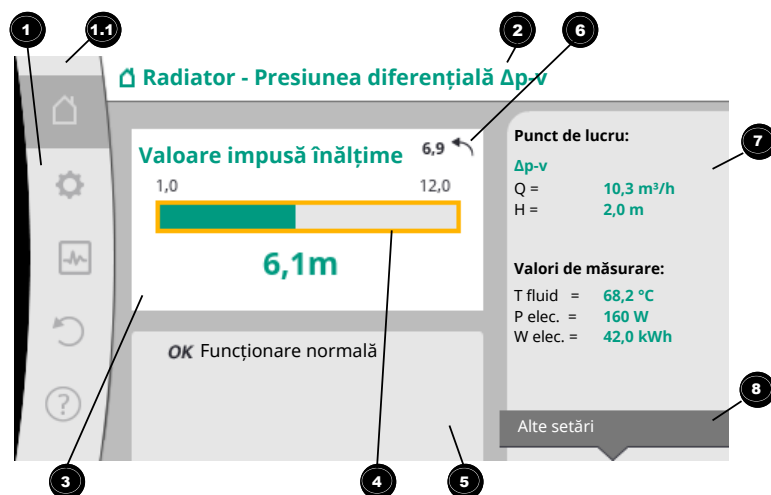 1
1.1
2
6
Radiator - Presiunea diferențială Δp-v
Valoare impusă înălțime
6,9
1,0
12,0
6,1m
OK Funcționare normală
Punct de lucru:
Δp-v
Q = 10,3 m³/h
H = 2,0 m
7
Valori de măsurare:
T fluid = 68,2 °C
P elec. = 160 W
W elec. = 42,0 kWh
8
Alte setări
?
3
4
5